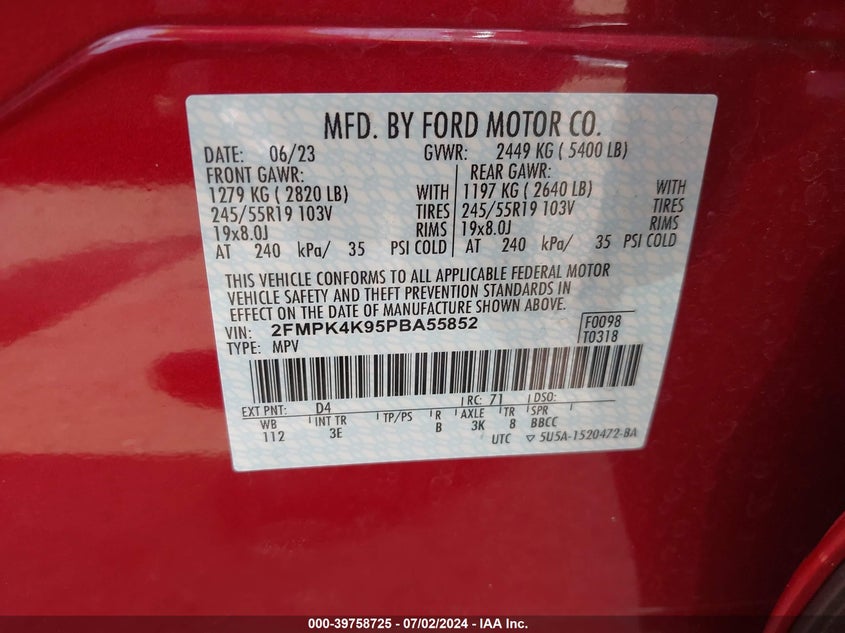 MFD. BY FORD MOTOR CO.
DATE: 06/23 GVWR: 2449 KG ( 5400 LB)
FRONT GAWR: REAR GAWR:
1279 KG ( 2820 LB) WITH 1197 KG ( 2640 LB) WITH
245/55R19 103V TIRES 245/55R19 103V TIRES
19x8.0J RIMS 19x8.0J RIMS
AT 240 kPa/ 35 PSI COLD AT 240 kPa/ 35 PSI COLD
THIS VEHICLE CONFORMS TO ALL APPLICABLE FEDERAL MOTOR
VEHICLE SAFETY AND THEFT PREVENTION STANDARDS IN
EFFECT ON THE DATE OF MANUFACTURE SHOWN ABOVE.
VIN: 2FMPK4K95PBA55852 F0098
TYPE: MPV T0318
EXT PNT: D4 RC: 71 DSO:
WB INT TR TP/PS R AXLE TR SPR
112 3E B 3K 8 BBCC
UTC ▽ 5U5A-1520472-BA
000-39758725 - 07/02/2024 - IAA Inc.